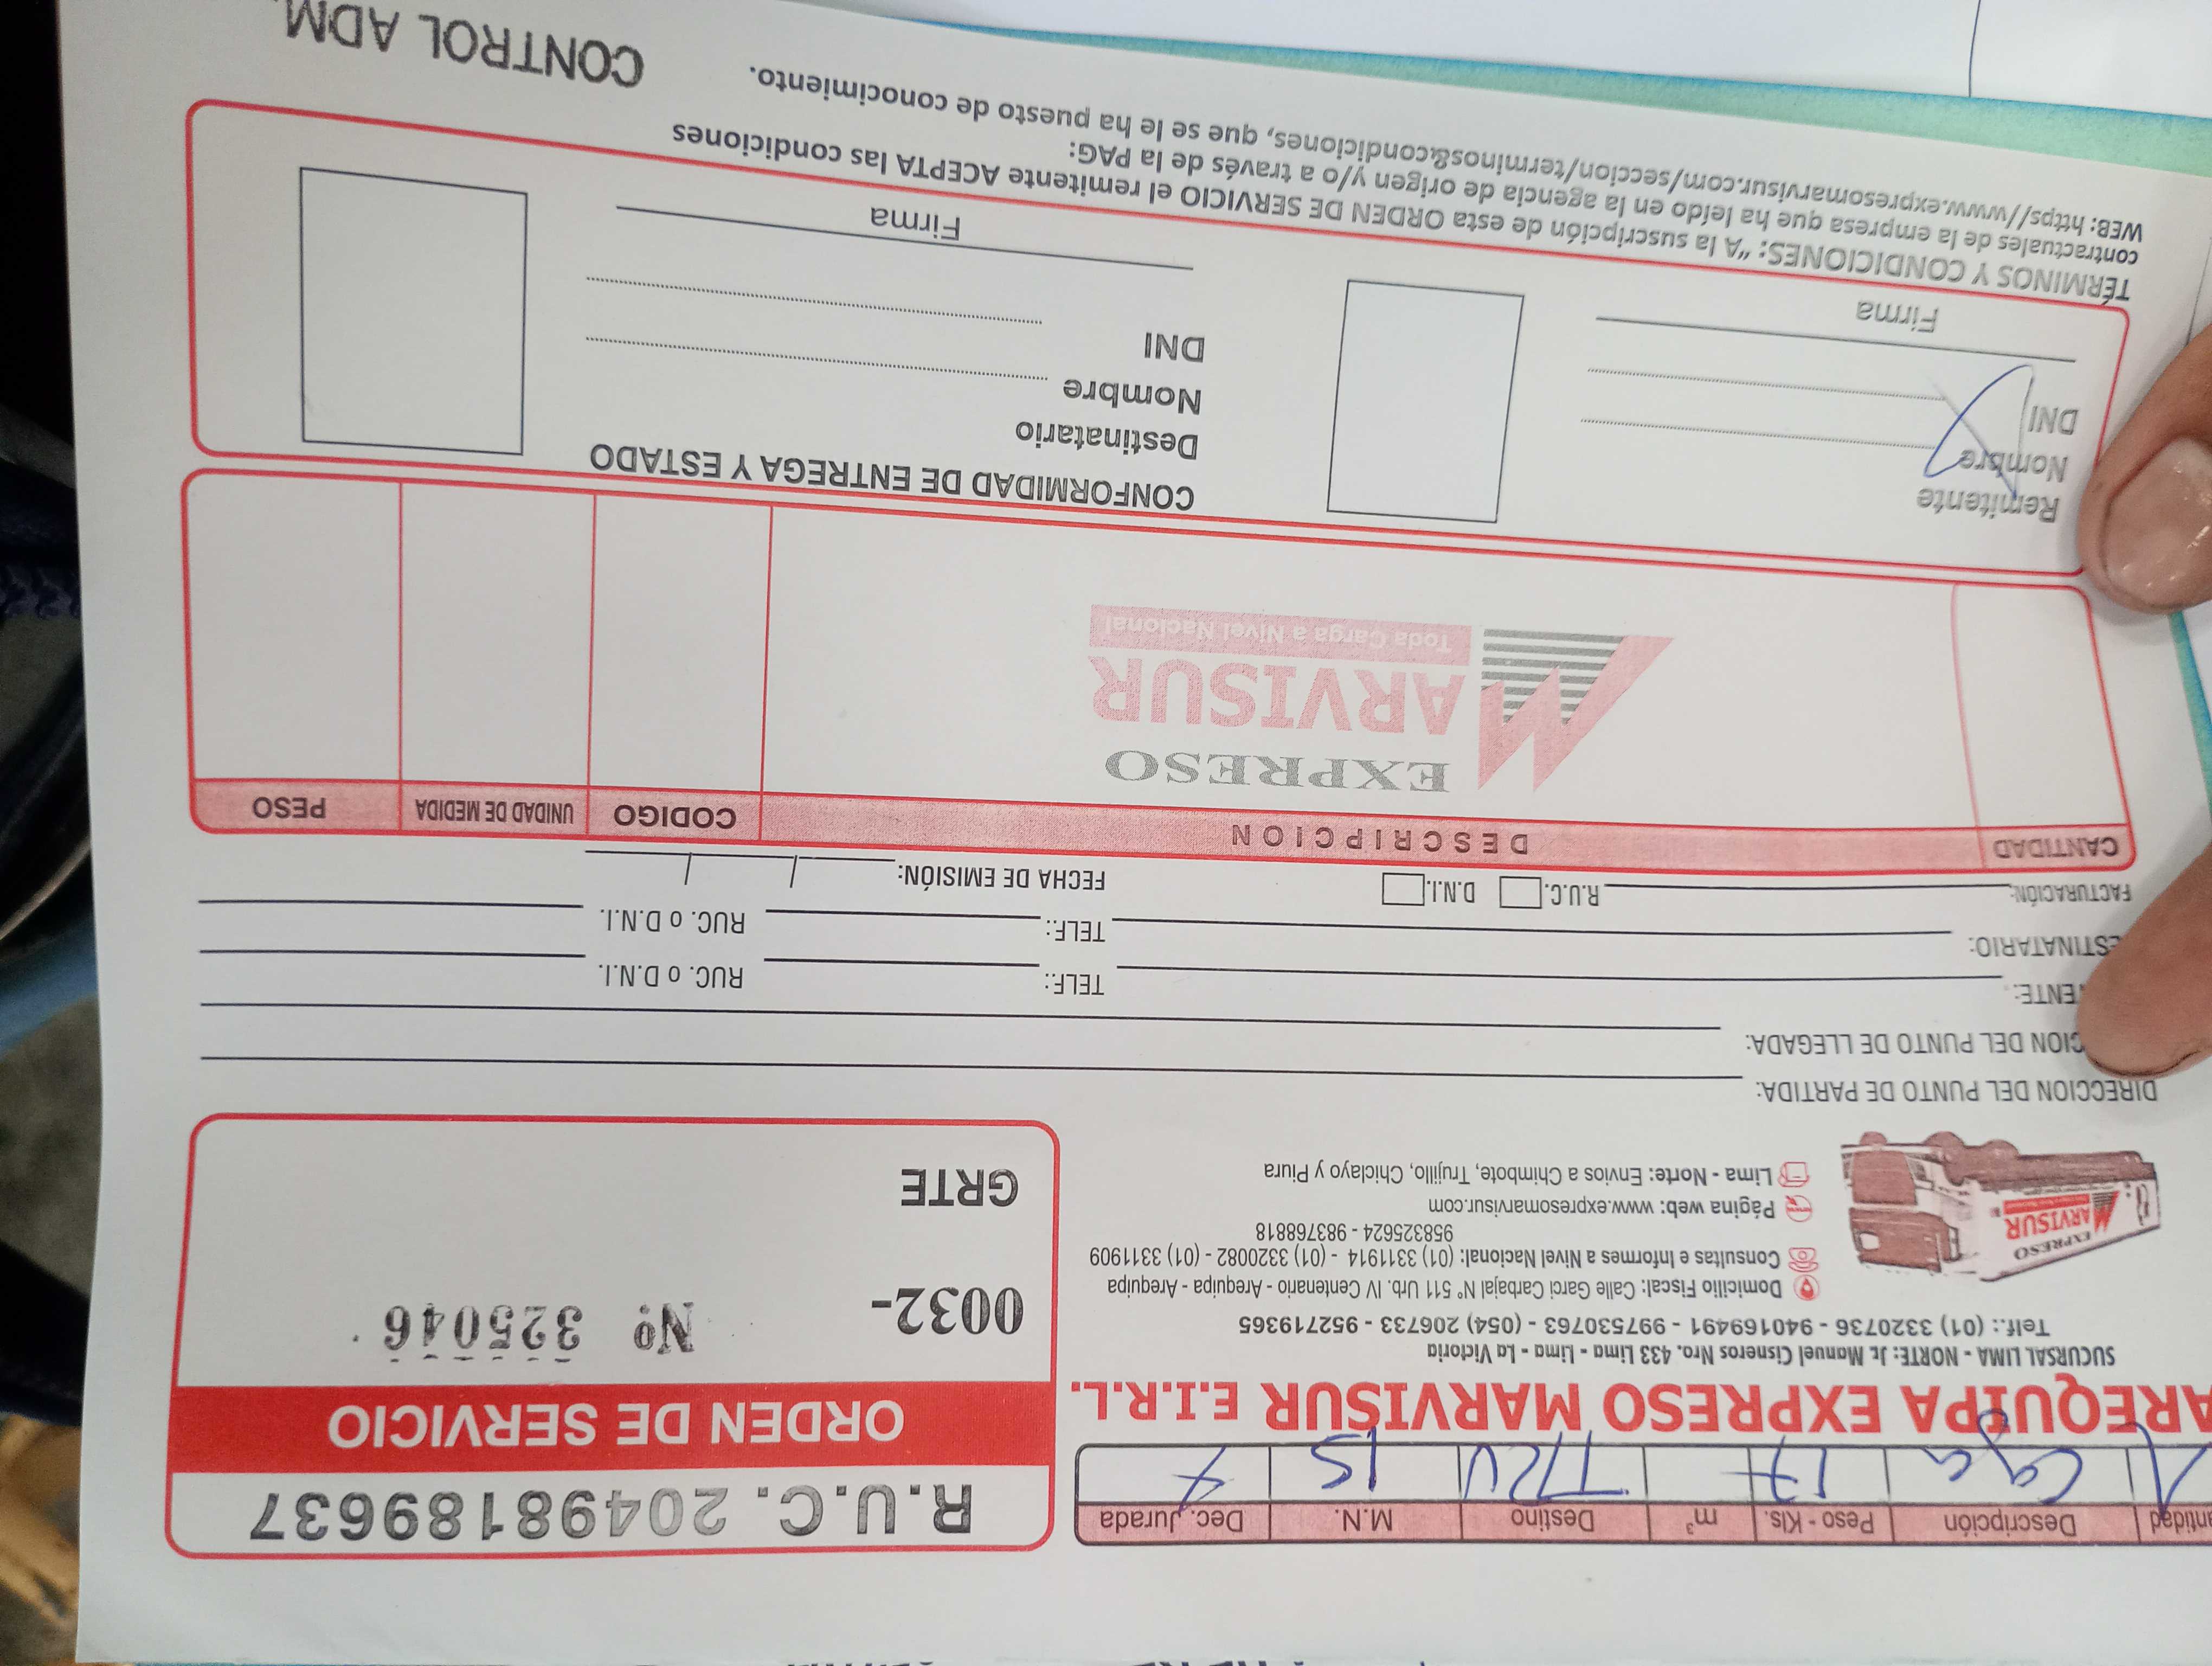 Cantidad Descripción Peso - Kls. m³ Destino M.N. Dec. Jurada
1 Caja 17 15
R.U.C. 20498189637
AREQUIPA EXPRESO MARVISUR E.I.R.L.
ORDEN DE SERVICIO
SUCURSAL LIMA - NORTE: Jr. Manuel Cisneros Nro. 433 Lima - Lima - La Victoria
Telf.: (01) 3320736 - 940169491 - 997530763 - (054) 206733 - 952719365
0032- Nº 325046
EXPRESO
MARVISUR
Domicilio Fiscal: Calle Garci Carbajal N° 511 Urb. IV Centenario - Arequipa - Arequipa
Consultas e Informes a Nivel Nacional: (01) 3311914 - (01) 3320082 - (01) 3311909
958325624 - 983768818
Página web: www.expresomarvisur.com
Lima - Norte: Envios a Chimbote, Trujillo, Chiclayo y Piura
GRTE
DIRECCION DEL PUNTO DE PARTIDA:
CION DEL PUNTO DE LLEGADA:
ENTE: TELF.: RUC. o D.N.I.
ESTINATARIO: TELF.: RUC. o D.N.I.
FACTURACIÓN: R.U.C. D.N.I. FECHA DE EMISIÓN: / /
CANTIDAD DESCRIPCION CODIGO UNIDAD DE MEDIDA PESO
EXPRESO
MARVISUR
Toda Carga a Nivel Nacional
CONFORMIDAD DE ENTREGA Y ESTADO
Remitente Destinatario
Nombre Nombre
DNI DNI
Firma Firma
TÉRMINOS Y CONDICIONES: "A la suscripción de esta ORDEN DE SERVICIO el remitente ACEPTA las condiciones
contractuales de la empresa que ha leído en la agencia de origen y/o a través de la PAG:
WEB: https//www.expresomarvisur.com/seccion/terminos&condiciones, que se le ha puesto de conocimiento.
CONTROL ADM.